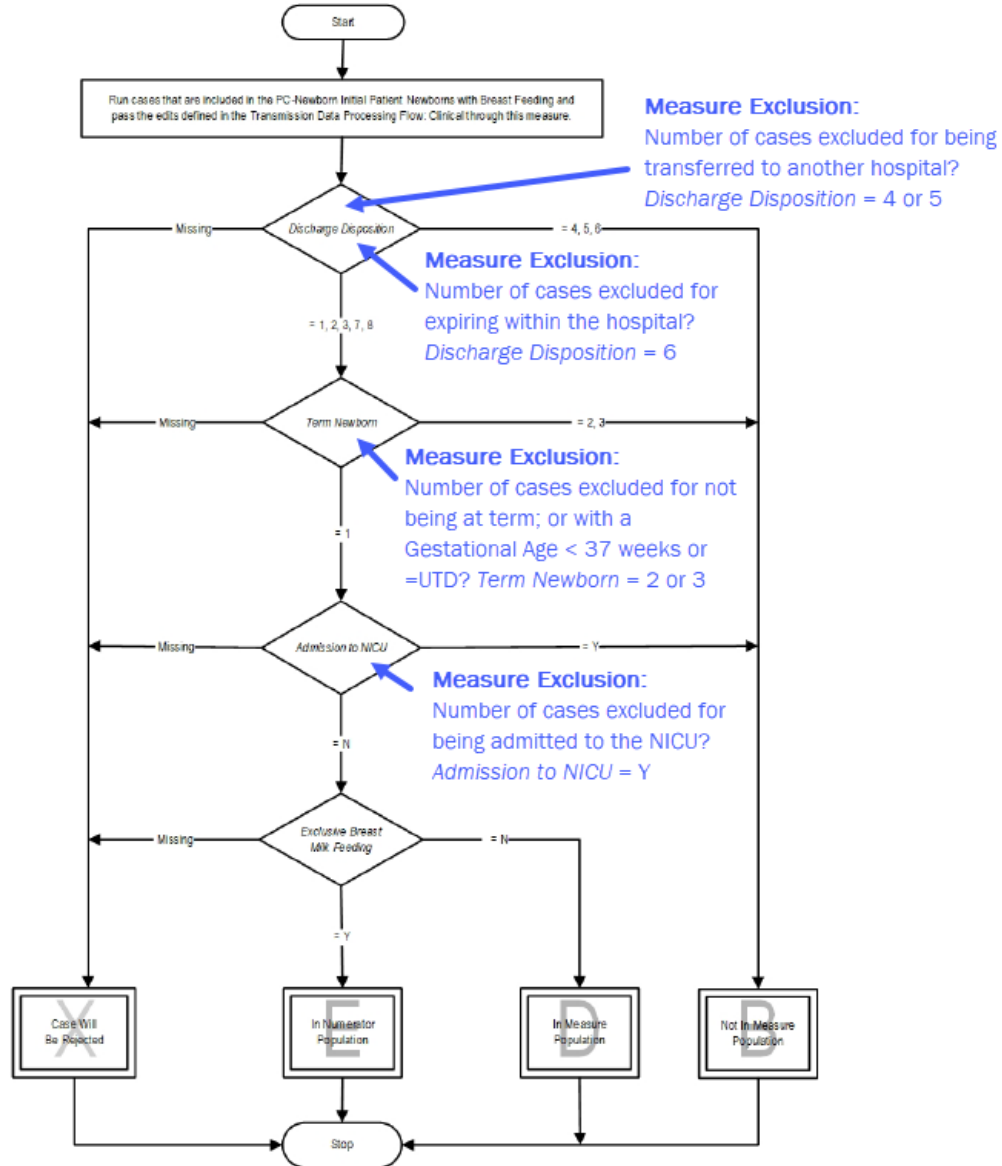 Start
Run cases that are included in the PC-Newborn Initial Patient Newborns with Breast Feeding and
pass the edits defined in the Transmission Data Processing Flow: Clinical through this measure.
Measure Exclusion:
Number of cases excluded for being
transferred to another hospital?
Discharge Disposition = 4 or 5
Missing
Discharge Disposition
= 4, 5, 6
Measure Exclusion:
Number of cases excluded for
expiring within the hospital?
Discharge Disposition = 6
= 1, 2, 3, 7, 8
Missing
Term Newborn
= 2, 3
Measure Exclusion:
Number of cases excluded for not
being at term; or with a
Gestational Age < 37 weeks or
=UTD? Term Newborn = 2 or 3
= 1
Missing
Admission to NICU
= Y
Measure Exclusion:
Number of cases excluded for
being admitted to the NICU?
Admission to NICU = Y
= N
Missing
Exclusive Breast
Milk Feeding
= N
= Y
X
Case Will
Be Rejected
E
In Numerator
Population
D
In Measure
Population
B
Not In Measure
Population
Stop